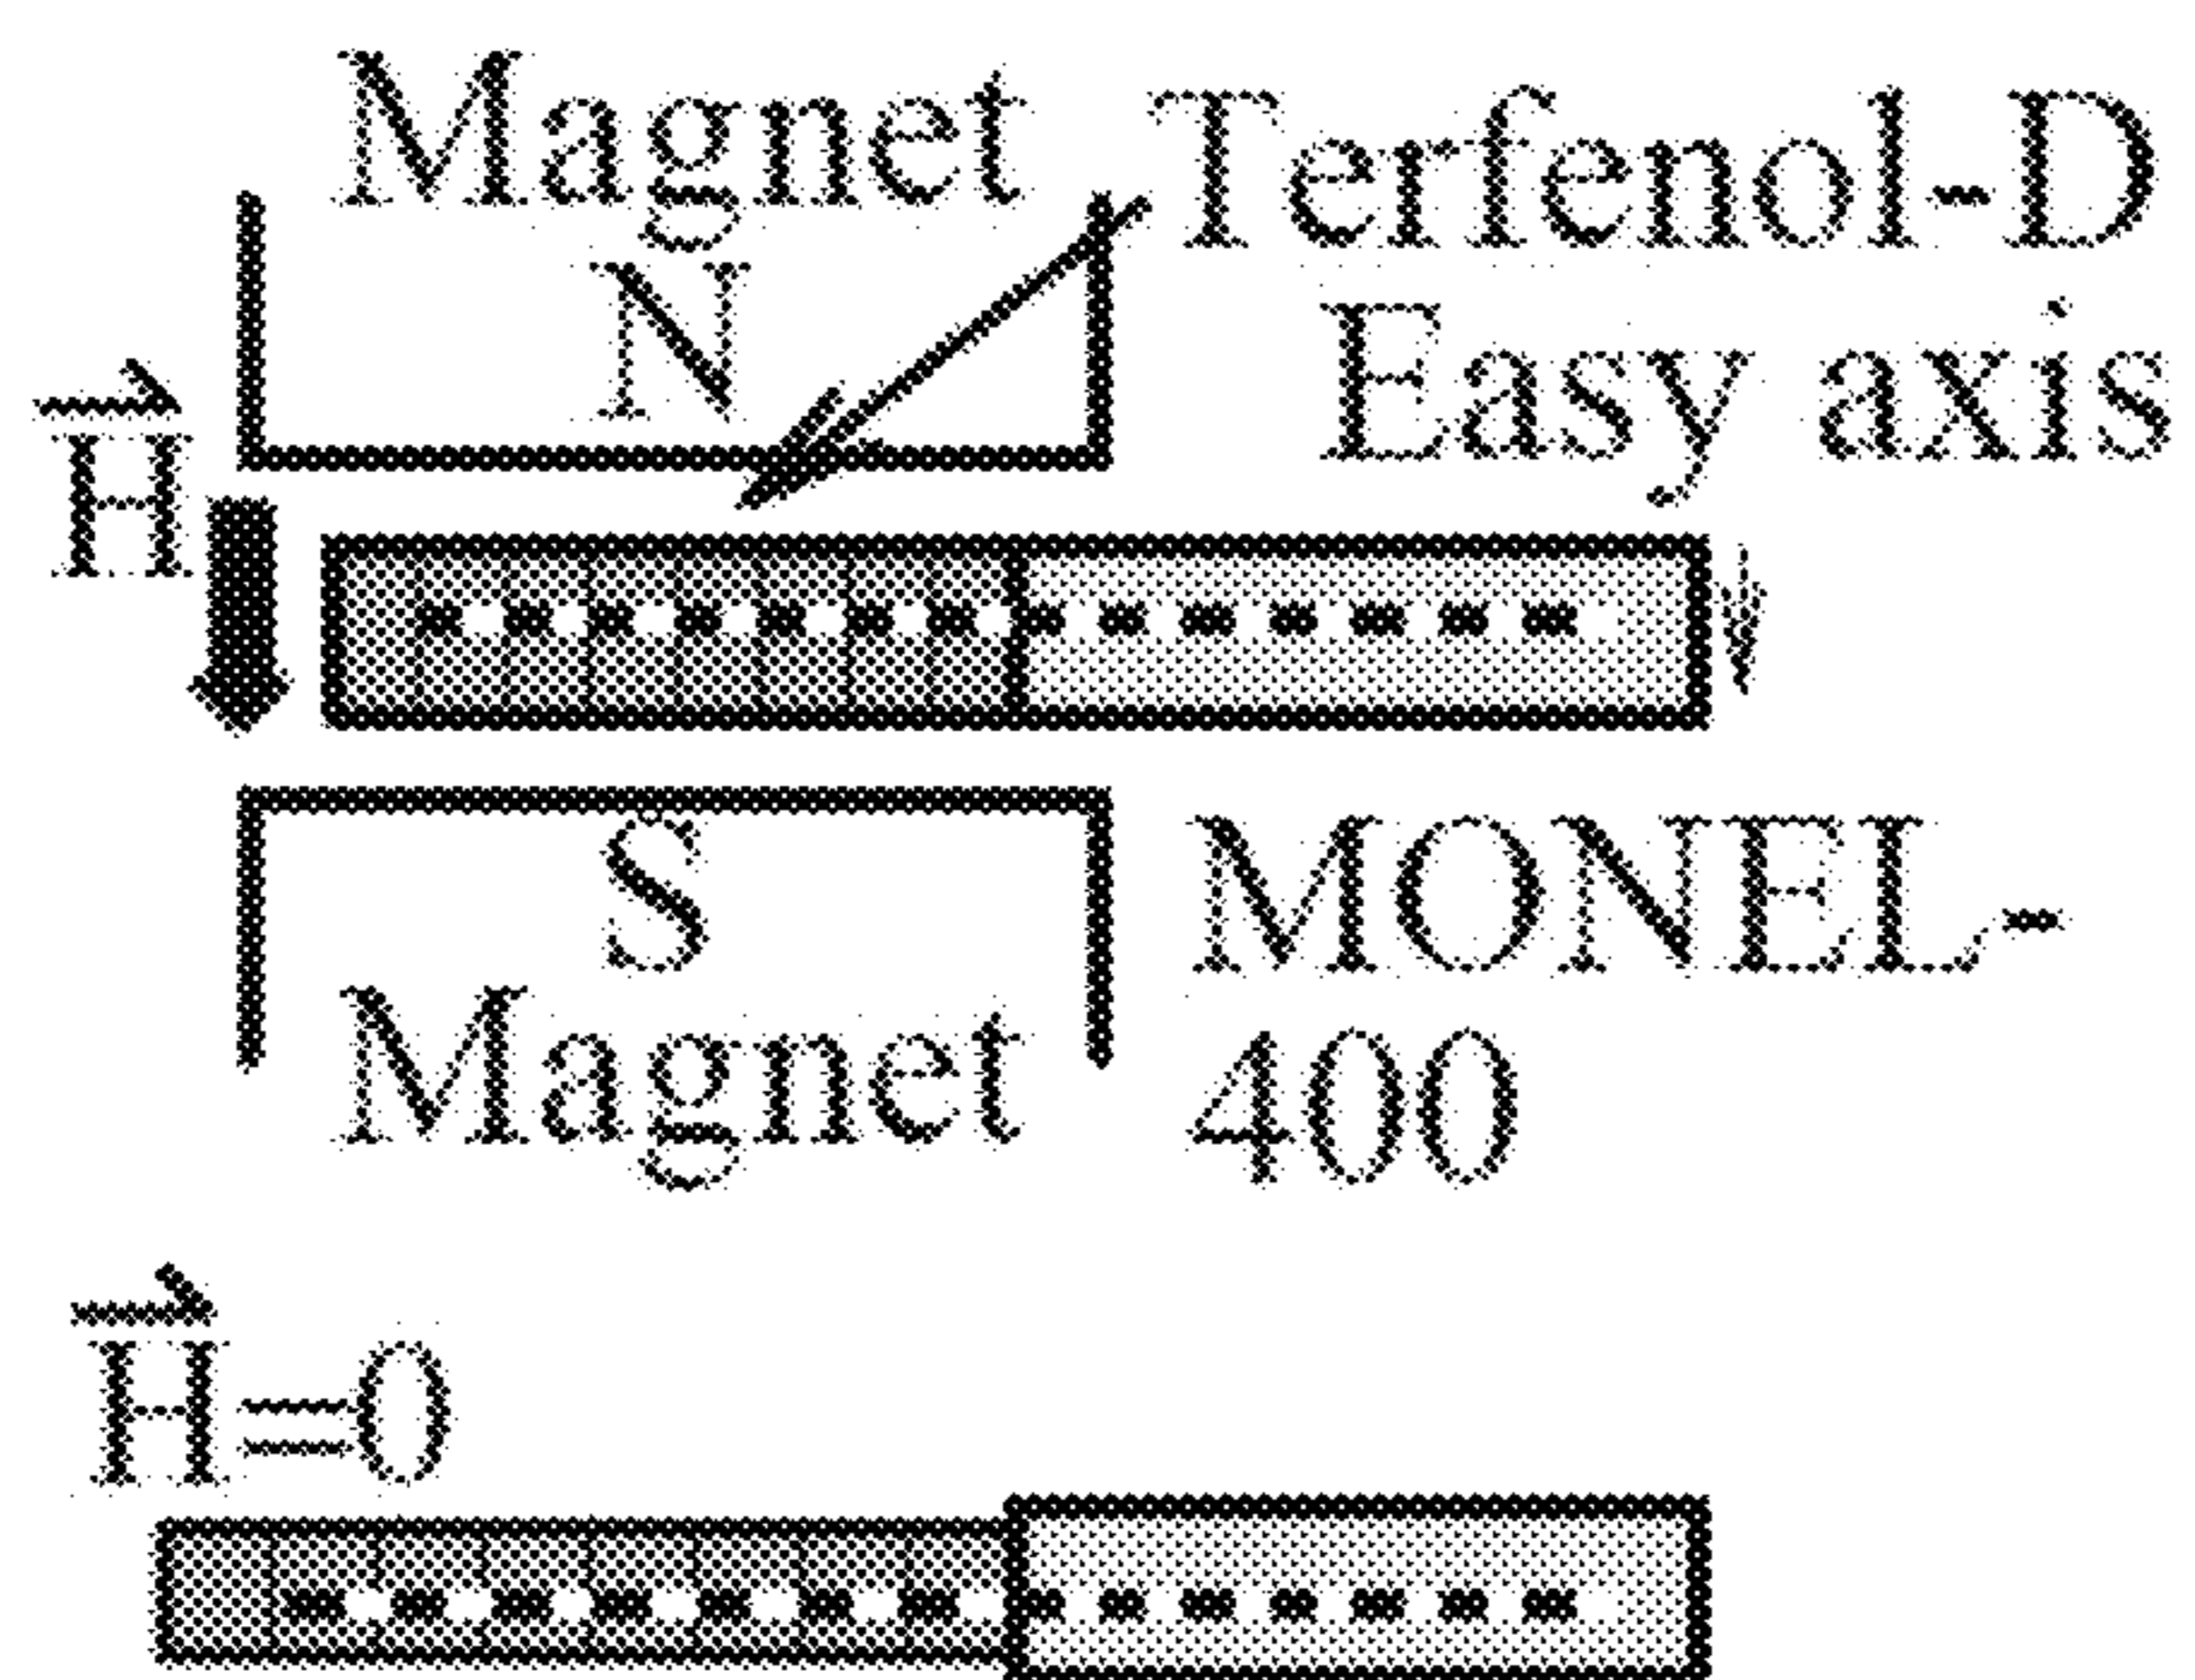 Magnet
Terfenol-D
N
Easy axis
H
S
MONEL-
Magnet
400
H=0